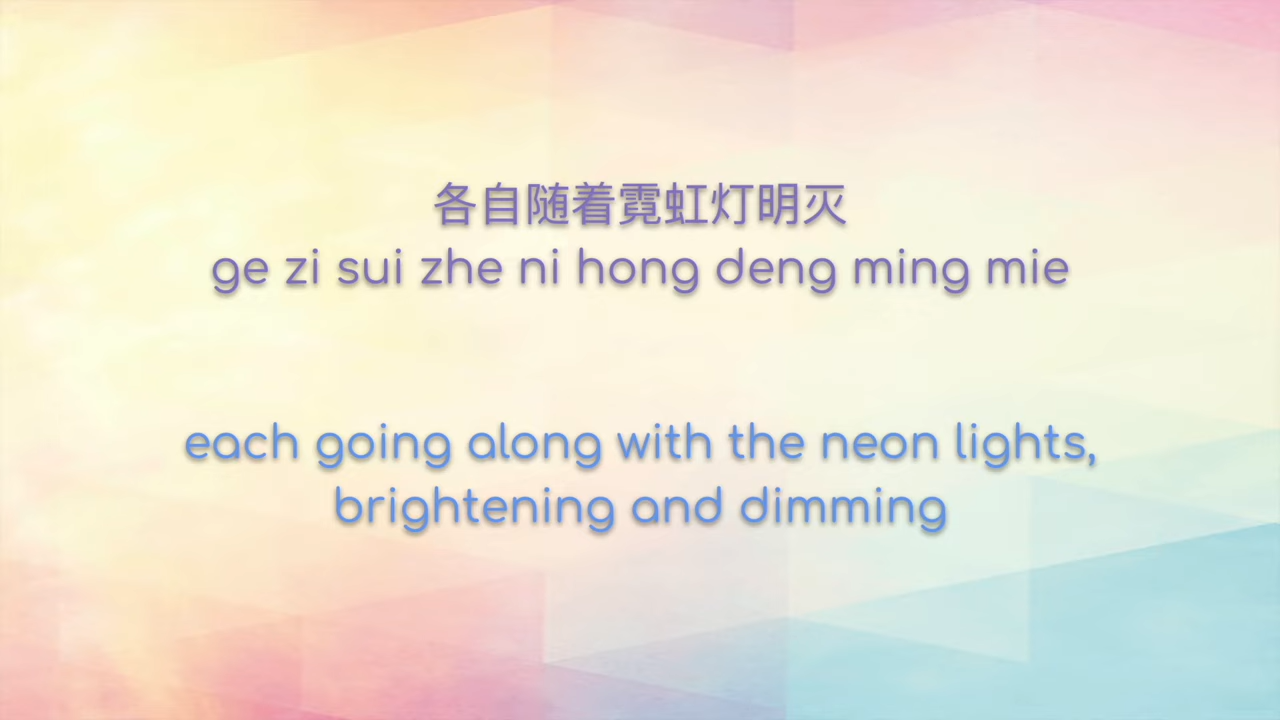 各自随着霓虹灯明灭
ge zi sui zhe ni hong deng ming mie
each going along with the neon lights,
brightening and dimming